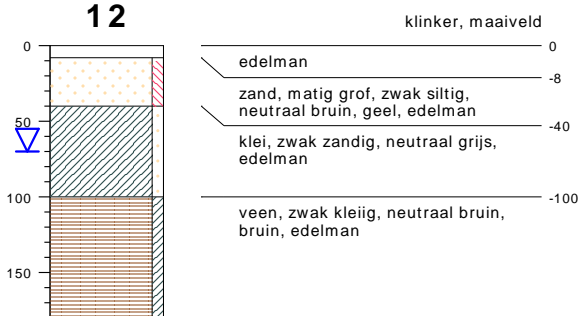 12
klinker, maaiveld
0
0
edelman
-8
zand, matig grof, zwak siltig,
neutraal bruin, geel, edelman
50
-40
klei, zwak zandig, neutraal grijs,
edelman
100
-100
veen, zwak kleiig, neutraal bruin,
bruin, edelman
150